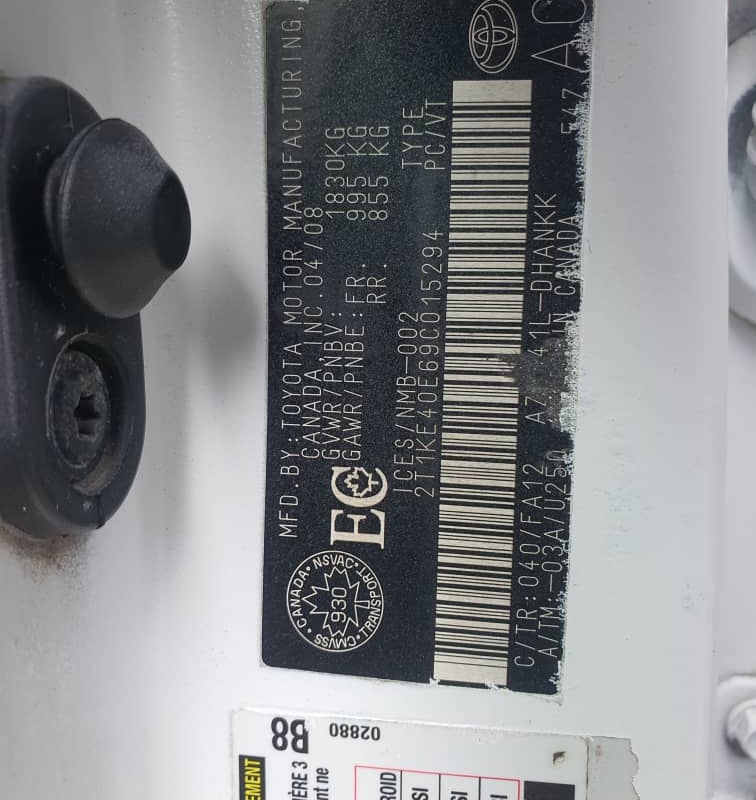 MFD.BY:TOYOTA MOTOR MANUFACTURING,
CANADA,INC.04/08
GVWR/PNBV: 1830KG
GAWR/PNBE:FR. 995 KG
RR. 855 KG
EC
CANADA • NSVAC • TRANSPORT • CMVSS •
930
ICES/NMB-002 TYPE
2T1KE40E69C015294 PC/VT
C/TR:040/FA12
A/TM:-03A/U250
41L-DHANKK
IN CANADA
B8
02880